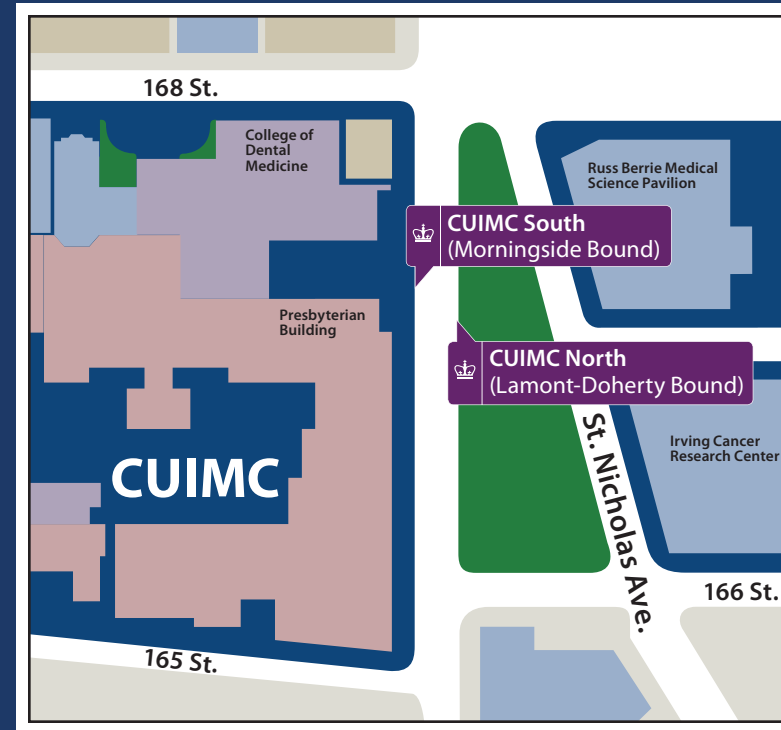 168 St.
College of
Dental
Medicine
Russ Berrie Medical
Science Pavilion
CUIMC South
(Morningside Bound)
Presbyterian
Building
CUIMC North
(Lamont-Doherty Bound)
St. Nicholas Ave.
Irving Cancer
Research Center
CUIMC
166 St.
165 St.